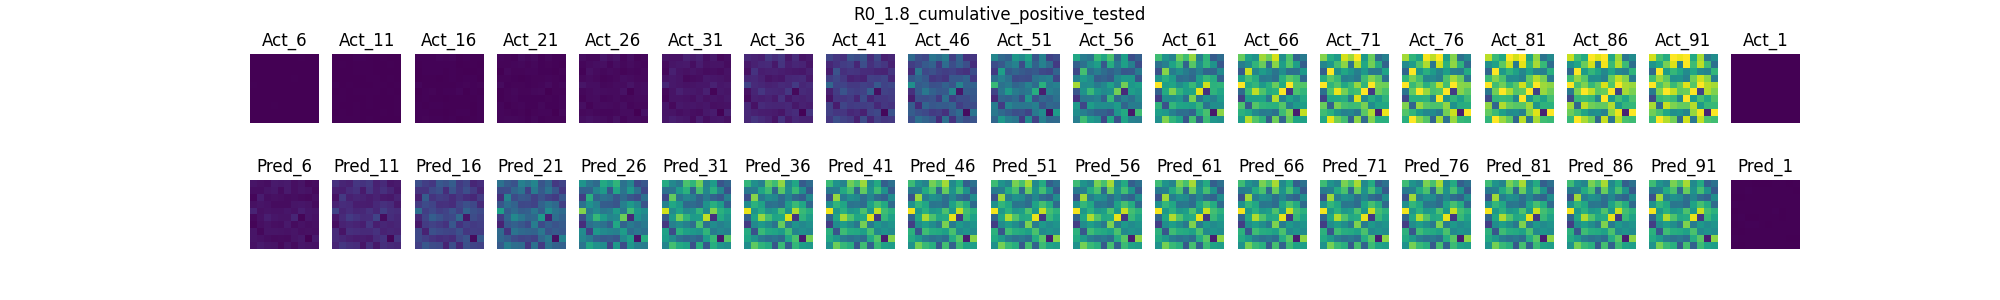 R0_1.8_cumulative_positive_tested
Act_6 Act_11 Act_16 Act_21 Act_26 Act_31 Act_36 Act_41 Act_46 Act_51 Act_56 Act_61 Act_66 Act_71 Act_76 Act_81 Act_86 Act_91 Act_1
Pred_6 Pred_11 Pred_16 Pred_21 Pred_26 Pred_31 Pred_36 Pred_41 Pred_46 Pred_51 Pred_56 Pred_61 Pred_66 Pred_71 Pred_76 Pred_81 Pred_86 Pred_91 Pred_1